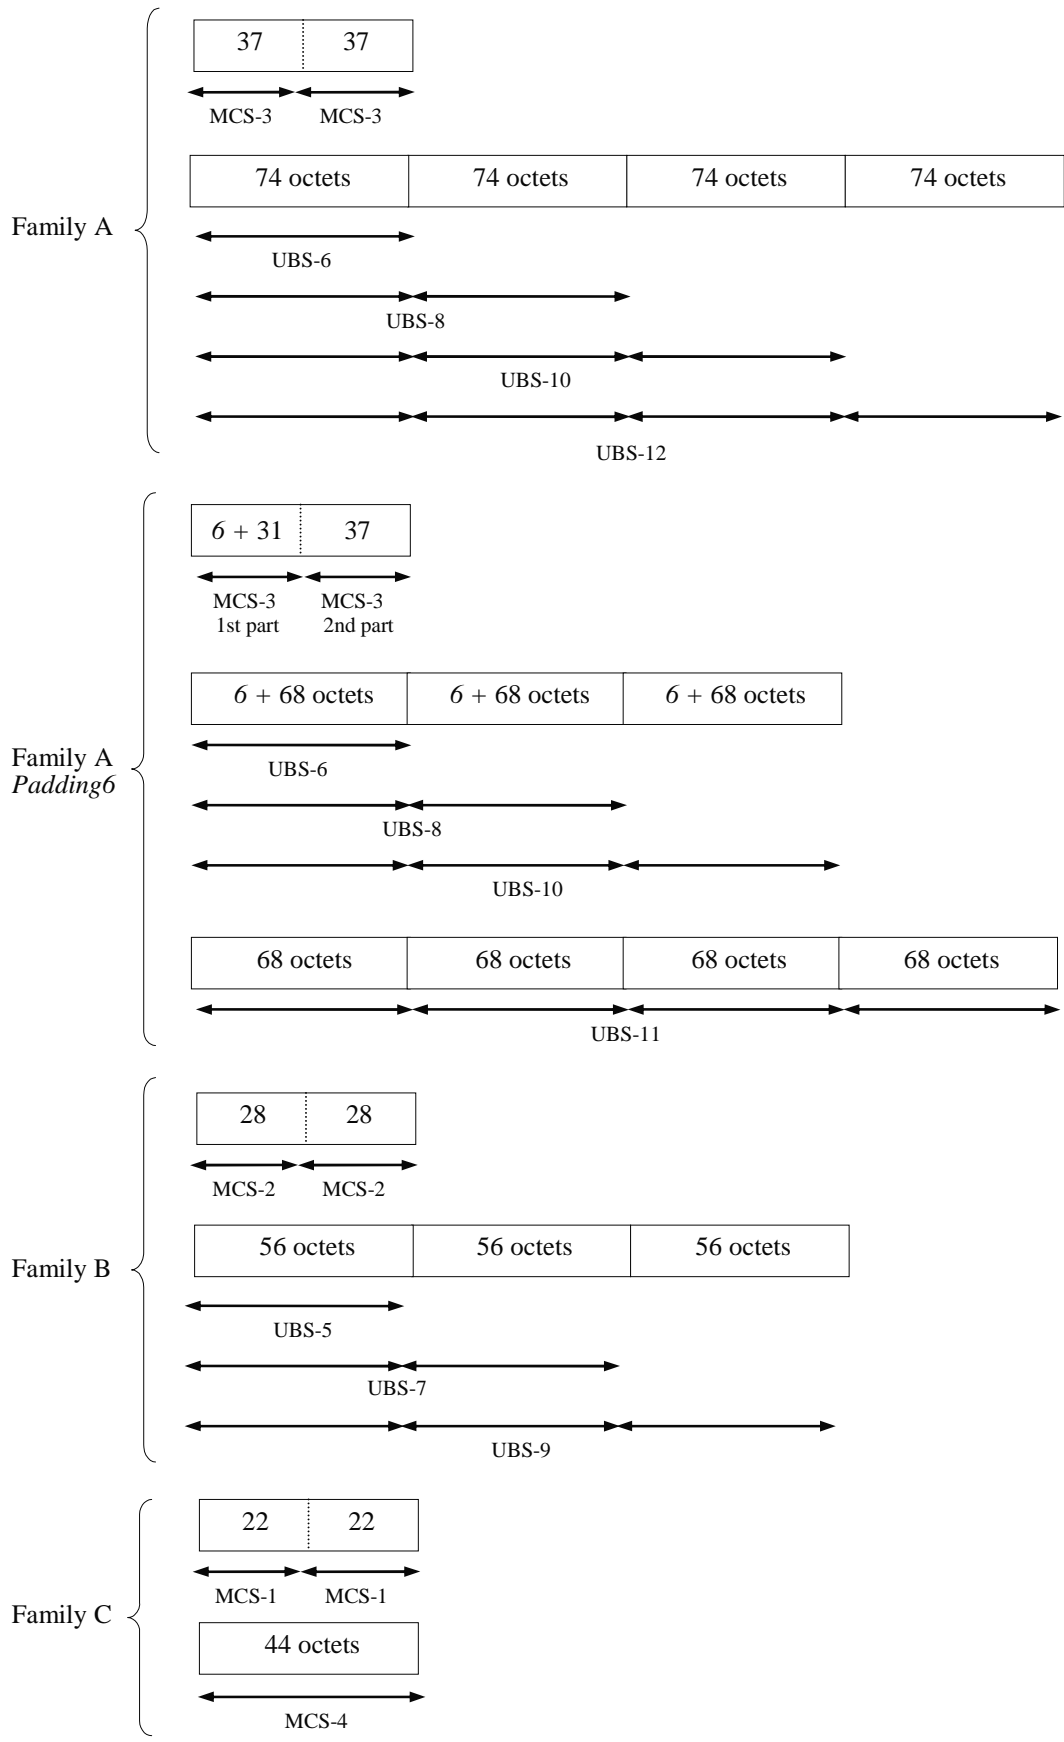 37 37
MCS-3 MCS-3
74 octets 74 octets 74 octets 74 octets
Family A
UBS-6
UBS-8
UBS-10
UBS-12
6 + 31 37
MCS-3 MCS-3
1st part 2nd part
6 + 68 octets 6 + 68 octets 6 + 68 octets
Family A
Padding6
UBS-6
UBS-8
UBS-10
68 octets 68 octets 68 octets 68 octets
UBS-11
28 28
MCS-2 MCS-2
56 octets 56 octets 56 octets
Family B
UBS-5
UBS-7
UBS-9
22 22
MCS-1 MCS-1
Family C
44 octets
MCS-4